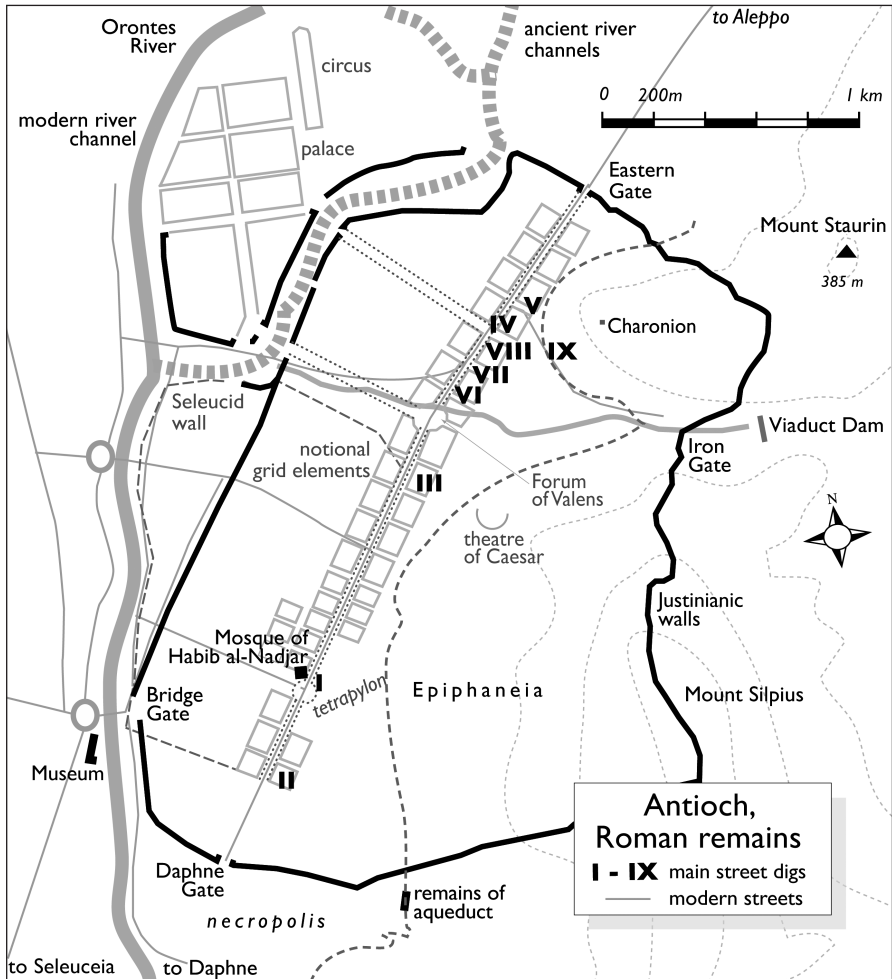 Orontes
River
ancient river
channels
to Aleppo
circus
0 200m 1 km
modern river
channel
palace
Eastern
Gate
Mount Staurin
385 m
V
IV
Charonion
VIII IX
VII
VI
Seleucid
wall
Viaduct Dam
notional
grid elements
Iron
Gate
III
Forum
of Valens
N
theatre
of Caesar
Justinianic
walls
Mosque of
Habib al-Nadjar
I
tetrapylon
Epiphaneia
Mount Silpius
Bridge
Gate
Museum
II
Antioch,
Roman remains
I - IX main street digs
modern streets
Daphne
Gate
remains of
aqueduct
necropolis
to Seleuceia
to Daphne